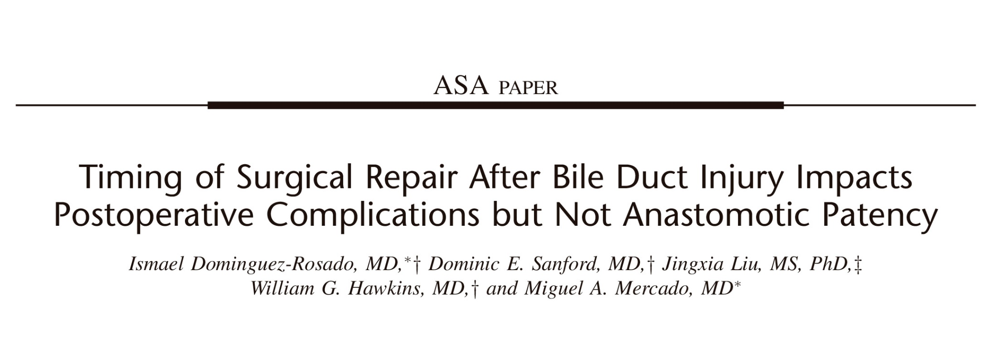 ASA PAPER
Timing of Surgical Repair After Bile Duct Injury Impacts
Postoperative Complications but Not Anastomotic Patency
Ismael Dominguez-Rosado, MD,*† Dominic E. Sanford, MD,† Jingxia Liu, MS, PhD,‡
William G. Hawkins, MD,† and Miguel A. Mercado, MD*